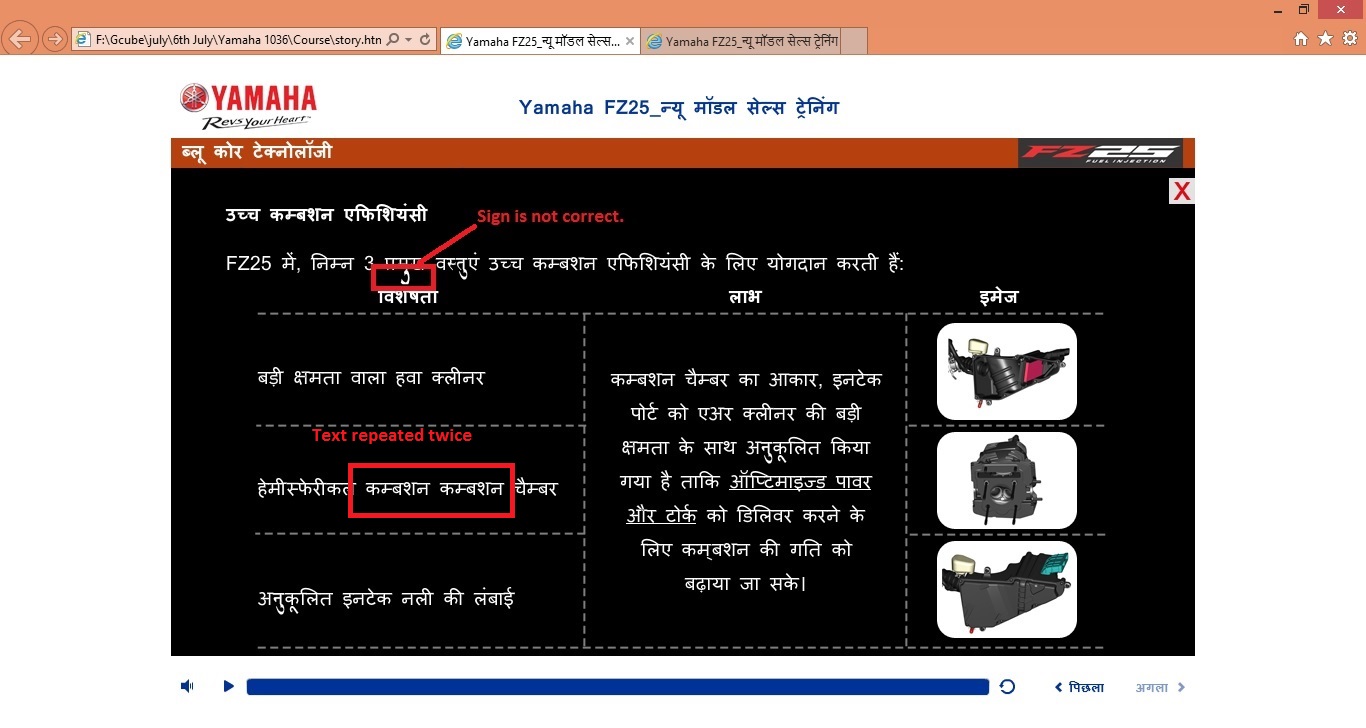 F:\Gcube\july\6th July\Yamaha 1036\Course\story.htn
Yamaha FZ25_न्यू मॉडल सेल्स...
Yamaha FZ25_न्यू मॉडल सेल्स ट्रेनिंग
YAMAHA
Revs Your Heart
Yamaha FZ25_न्यू मॉडल सेल्स ट्रेनिंग
ब्लू कोर टेक्नोलॉजी
FZ25
FUEL INJECTION
X
उच्च कम्बशन एफिशियंसी
Sign is not correct.
FZ25 में, निम्न 3 प्रमुख वस्तुएं उच्च कम्बशन एफिशियंसी के लिए योगदान करती हैं:
विशेषता लाभ इमेज
बड़ी क्षमता वाला हवा क्लीनर
Text repeated twice
हेमीस्फेरीकल कम्बशन कम्बशन चैम्बर
अनुकूलित इनटेक नली की लंबाई
कम्बशन चैम्बर का आकार, इनटेक
पोर्ट को एअर क्लीनर की बड़ी
क्षमता के साथ अनुकूलित किया
गया है ताकि ऑप्टिमाइज्ड पावर
और टोर्क को डिलिवर करने के
लिए कम्‌बशन की गति को
बढ़ाया जा सके।
पिछला अगला